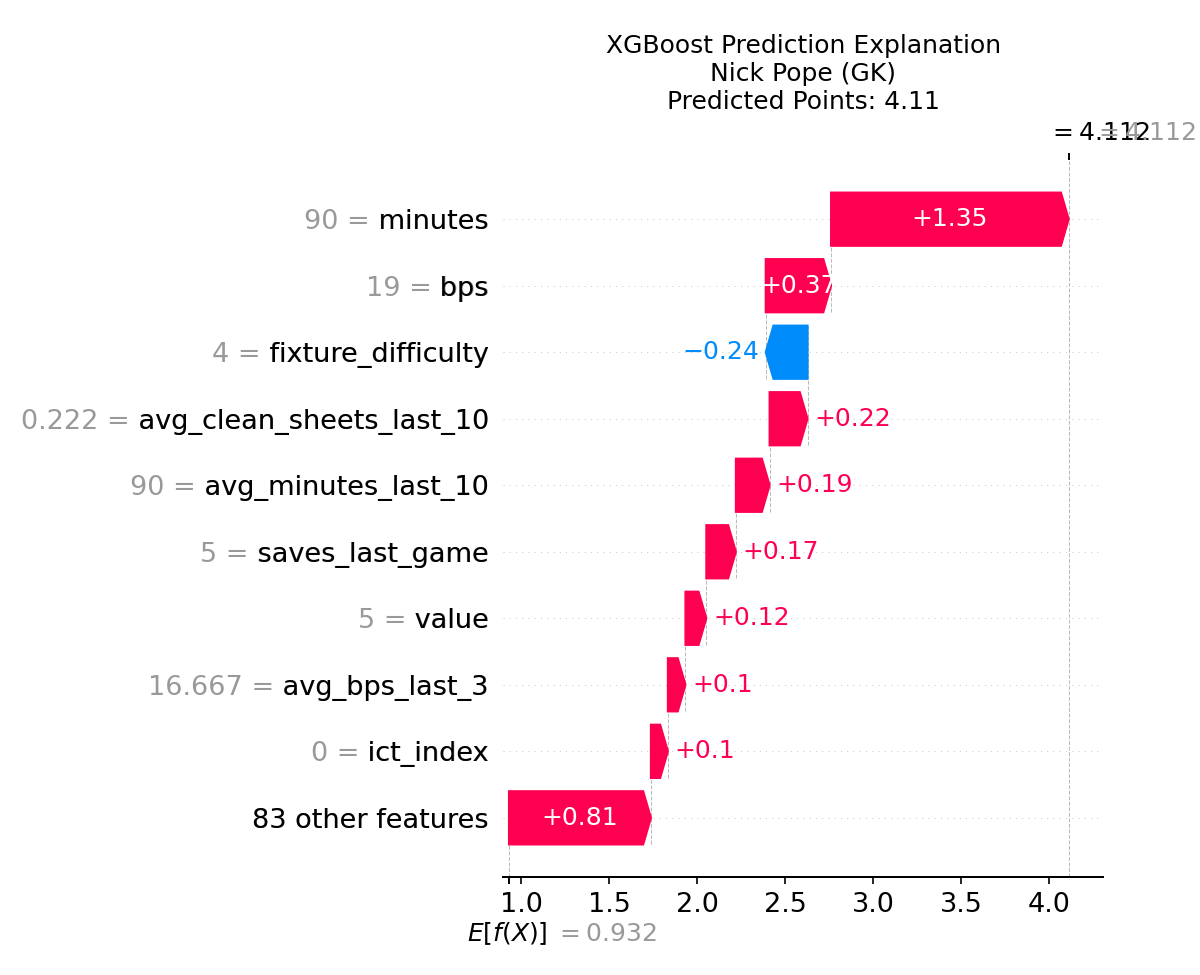 XGBoost Prediction Explanation
Nick Pope (GK)
Predicted Points: 4.11
= 4.112
= 4.112
90 = minutes
+1.35
19 = bps
+0.37
4 = fixture_difficulty
−0.24
0.222 = avg_clean_sheets_last_10
+0.22
90 = avg_minutes_last_10
+0.19
5 = saves_last_game
+0.17
5 = value
+0.12
16.667 = avg_bps_last_3
+0.1
0 = ict_index
+0.1
83 other features
+0.81
1.0 1.5 2.0 2.5 3.0 3.5 4.0
E[f(X)] = 0.932